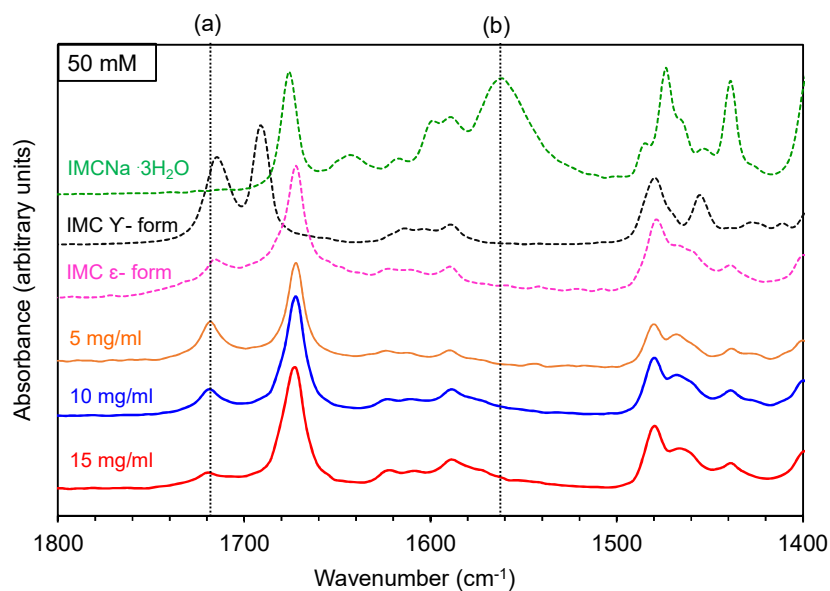 (a) (b)
50 mM
IMCNa ·3H₂O
IMC ϒ- form
IMC ε- form
5 mg/ml
10 mg/ml
15 mg/ml
Absorbance (arbitrary units)
1800 1700 1600 1500 1400
Wavenumber (cm⁻¹)